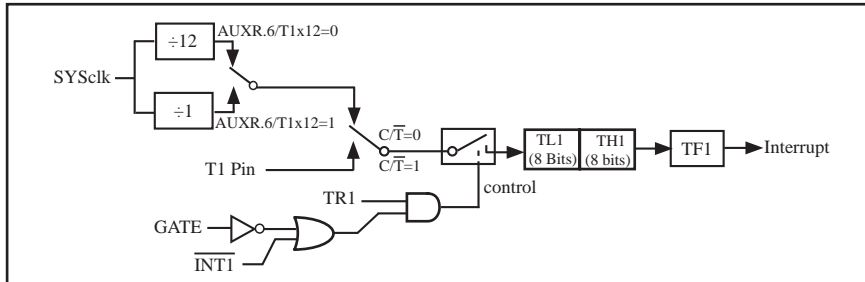 ÷12
AUXR.6/T1x12=0
SYSclk
÷1
AUXR.6/T1x12=1
C/T̅=0
C/T̅=1
T1 Pin
TL1
(8 Bits)
TH1
(8 bits)
TF1
Interrupt
control
TR1
GATE
I̅N̅T̅1̅